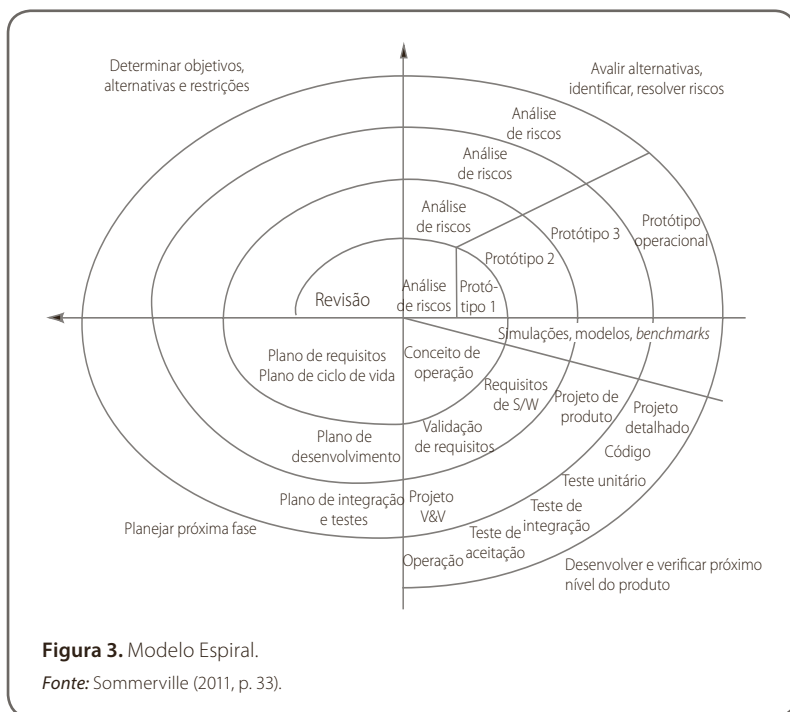 Determinar objetivos,
alternativas e restrições
Avalir alternativas,
identificar, resolver riscos
Análise
de riscos
Análise
de riscos
Análise
de riscos
Protótipo
operacional
Protótipo 3
Protótipo 2
Revisão
Análise
de riscos
Protó-
tipo 1
Simulações, modelos, benchmarks
Plano de requisitos
Plano de ciclo de vida
Conceito de
operação
Requisitos
de S/W
Projeto de
produto
Projeto
detalhado
Plano de
desenvolvimento
Validação
de requisitos
Código
Teste unitário
Plano de integração
e testes
Projeto
V&V
Teste de
integração
Teste de
aceitação
Operação
Planejar próxima fase
Desenvolver e verificar próximo
nível do produto
Figura 3. Modelo Espiral.
Fonte: Sommerville (2011, p. 33).